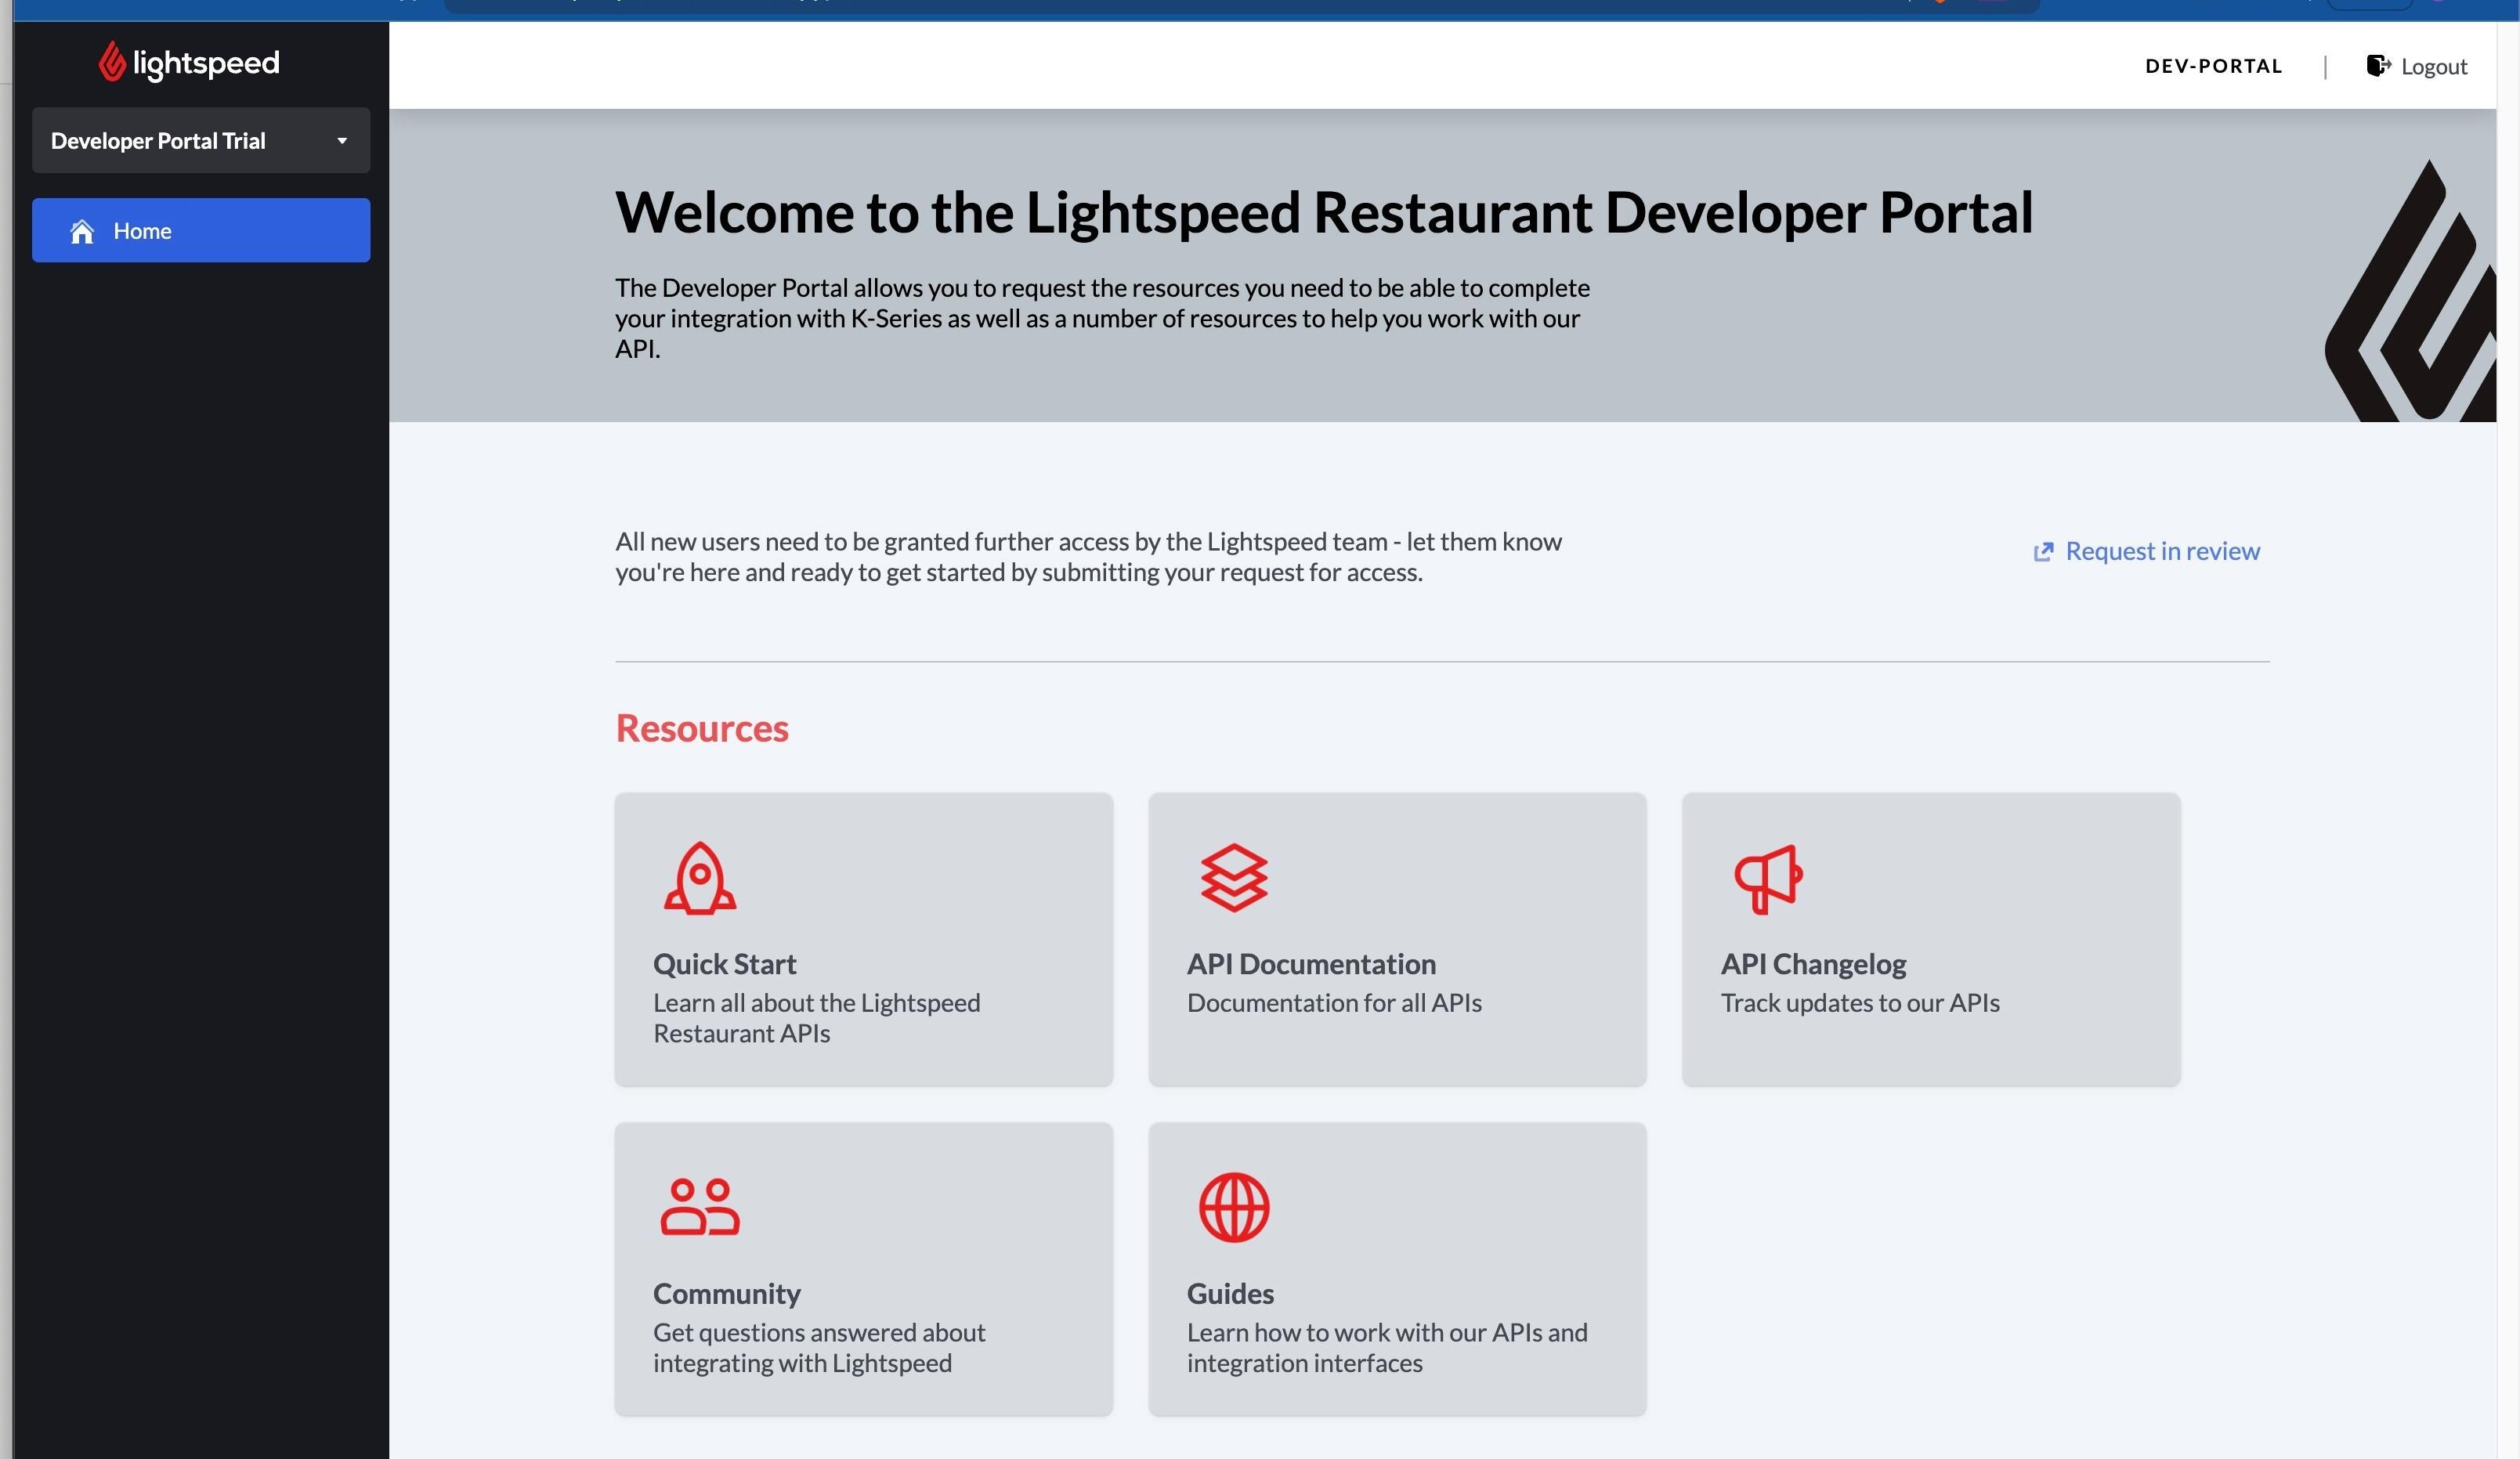 lightspeed
Developer Portal Trial
Home
DEV-PORTAL | Logout
Welcome to the Lightspeed Restaurant Developer Portal
The Developer Portal allows you to request the resources you need to be able to complete
your integration with K-Series as well as a number of resources to help you work with our
API.
All new users need to be granted further access by the Lightspeed team - let them know
you're here and ready to get started by submitting your request for access.
Request in review
Resources
Quick Start
Learn all about the Lightspeed
Restaurant APIs
API Documentation
Documentation for all APIs
API Changelog
Track updates to our APIs
Community
Get questions answered about
integrating with Lightspeed
Guides
Learn how to work with our APIs and
integration interfaces